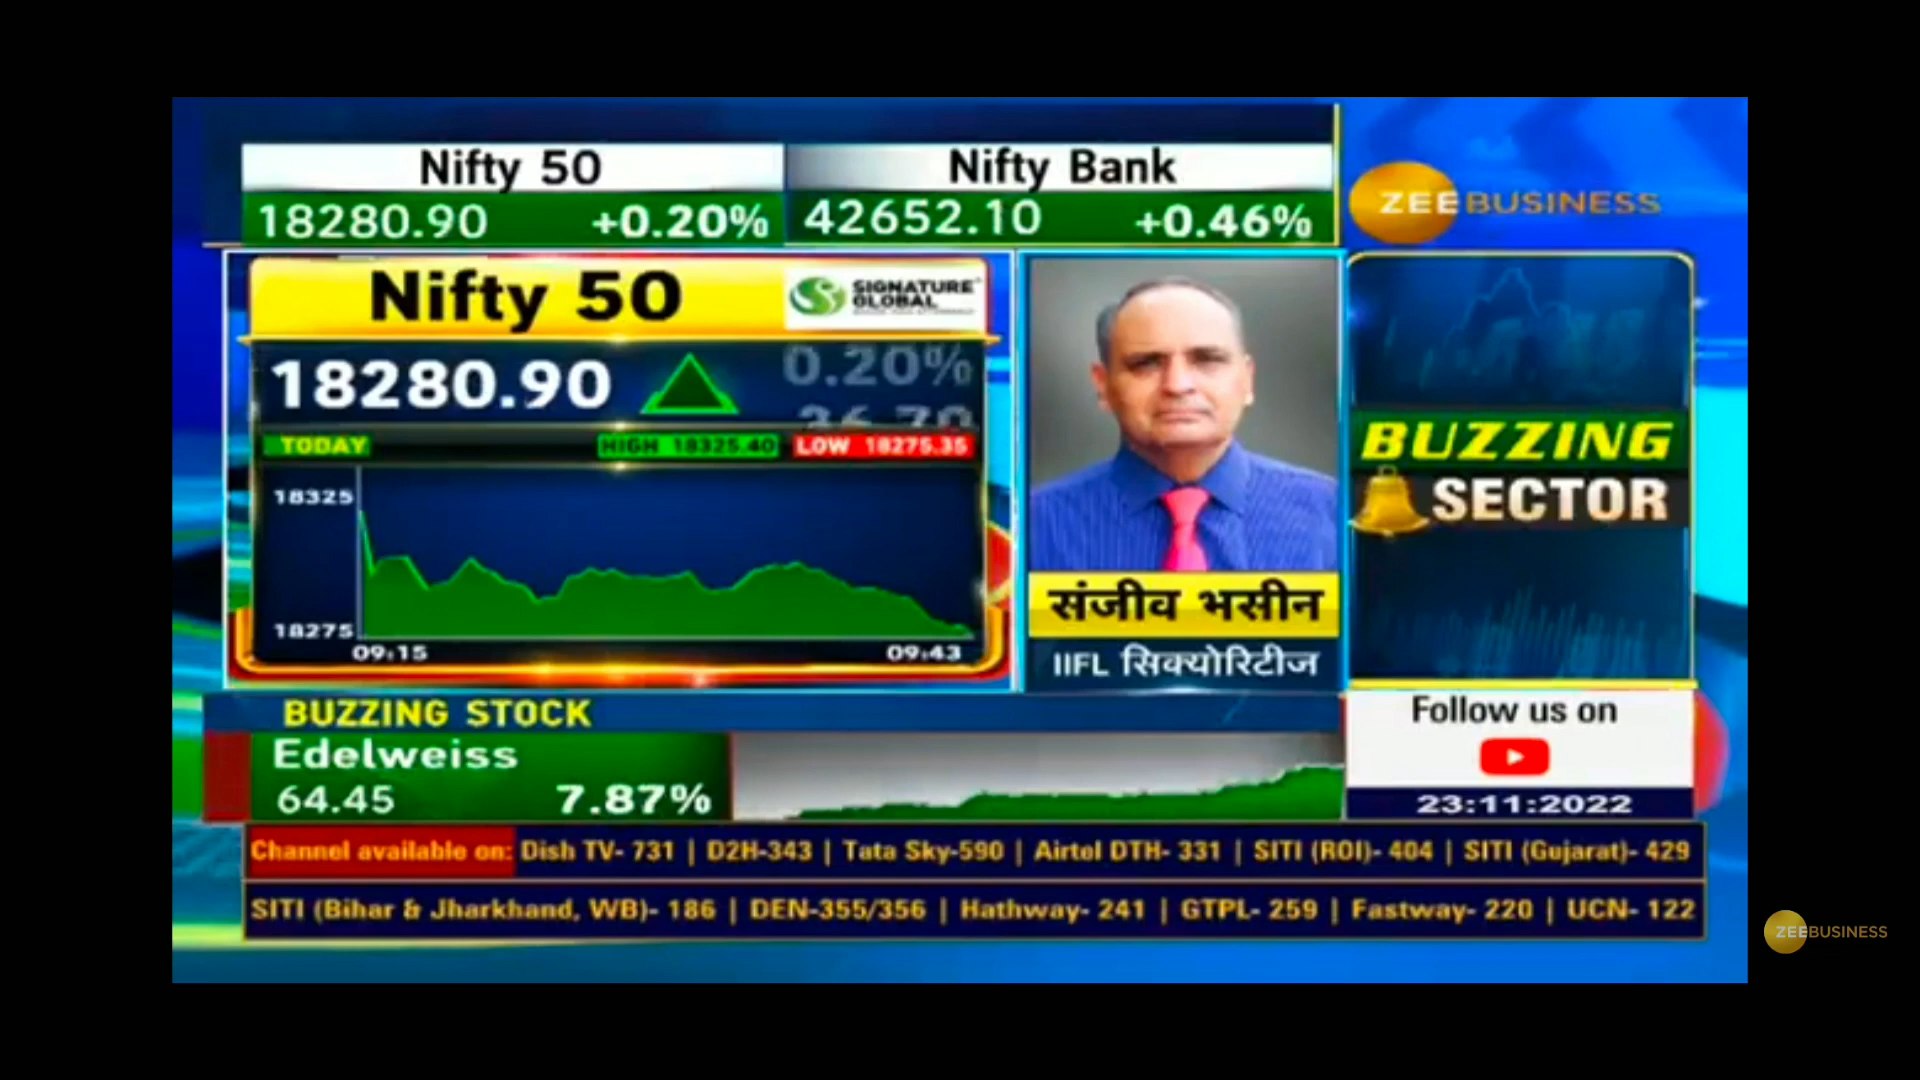 Nifty 50
18280.90 +0.20%
Nifty Bank
42652.10 +0.46%
ZEEBUSINESS
Nifty 50
SIGNATURE GLOBAL
18280.90
0.20%
36.70
TODAY
HIGH 18325.40
LOW 18275.35
18325
18275
09:15
09:43
संजीव भसीन
IIFL सिक्योरिटीज
BUZZING
SECTOR
BUZZING STOCK
Edelweiss
64.45 7.87%
Follow us on
23:11:2022
Channel available on: Dish TV- 731 | D2H-343 | Tata Sky-590 | Airtel DTH- 331 | SITI (ROI)- 404 | SITI (Gujarat)- 429
SITI (Bihar & Jharkhand, WB)- 186 | DEN-355/356 | Hathway- 241 | GTPL- 259 | Fastway- 220 | UCN- 122
ZEEBUSINESS